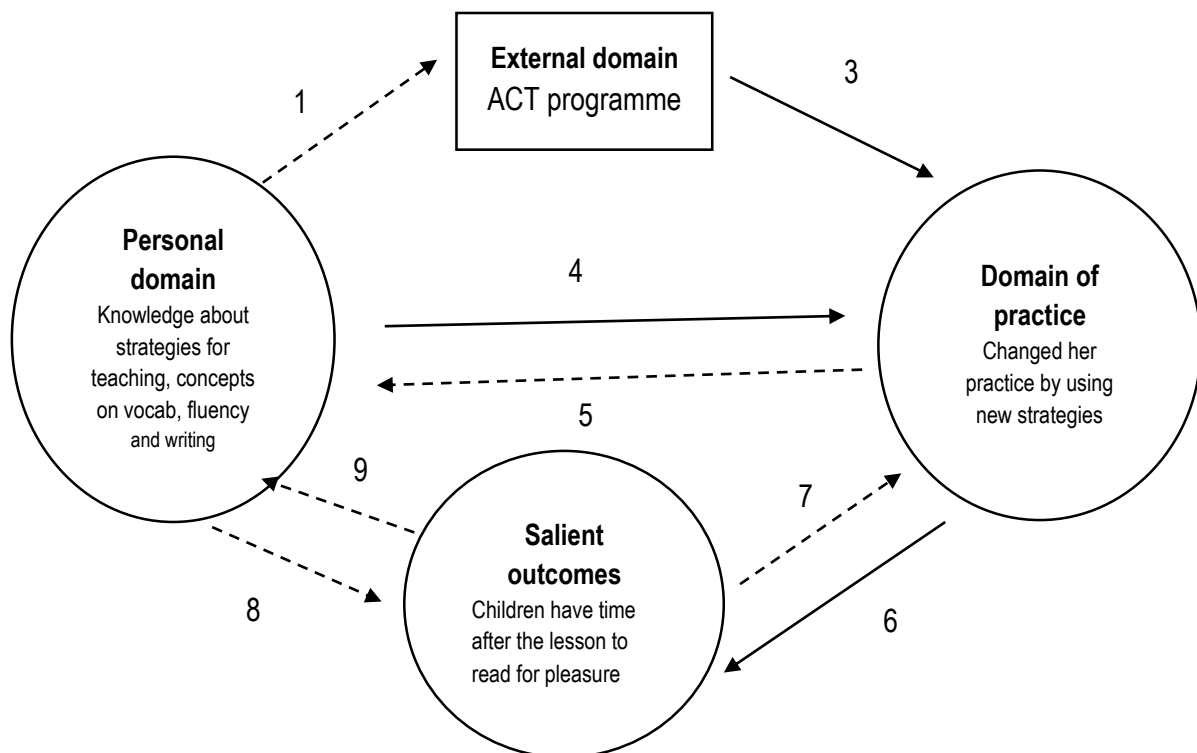 External domain
ACT programme
1
3
Personal
domain
Knowledge about
strategies for
teaching, concepts
on vocab, fluency
and writing
4
5
Domain of
practice
Changed her
practice by using
new strategies
9
7
Salient
outcomes
Children have time
after the lesson to
read for pleasure
8
6